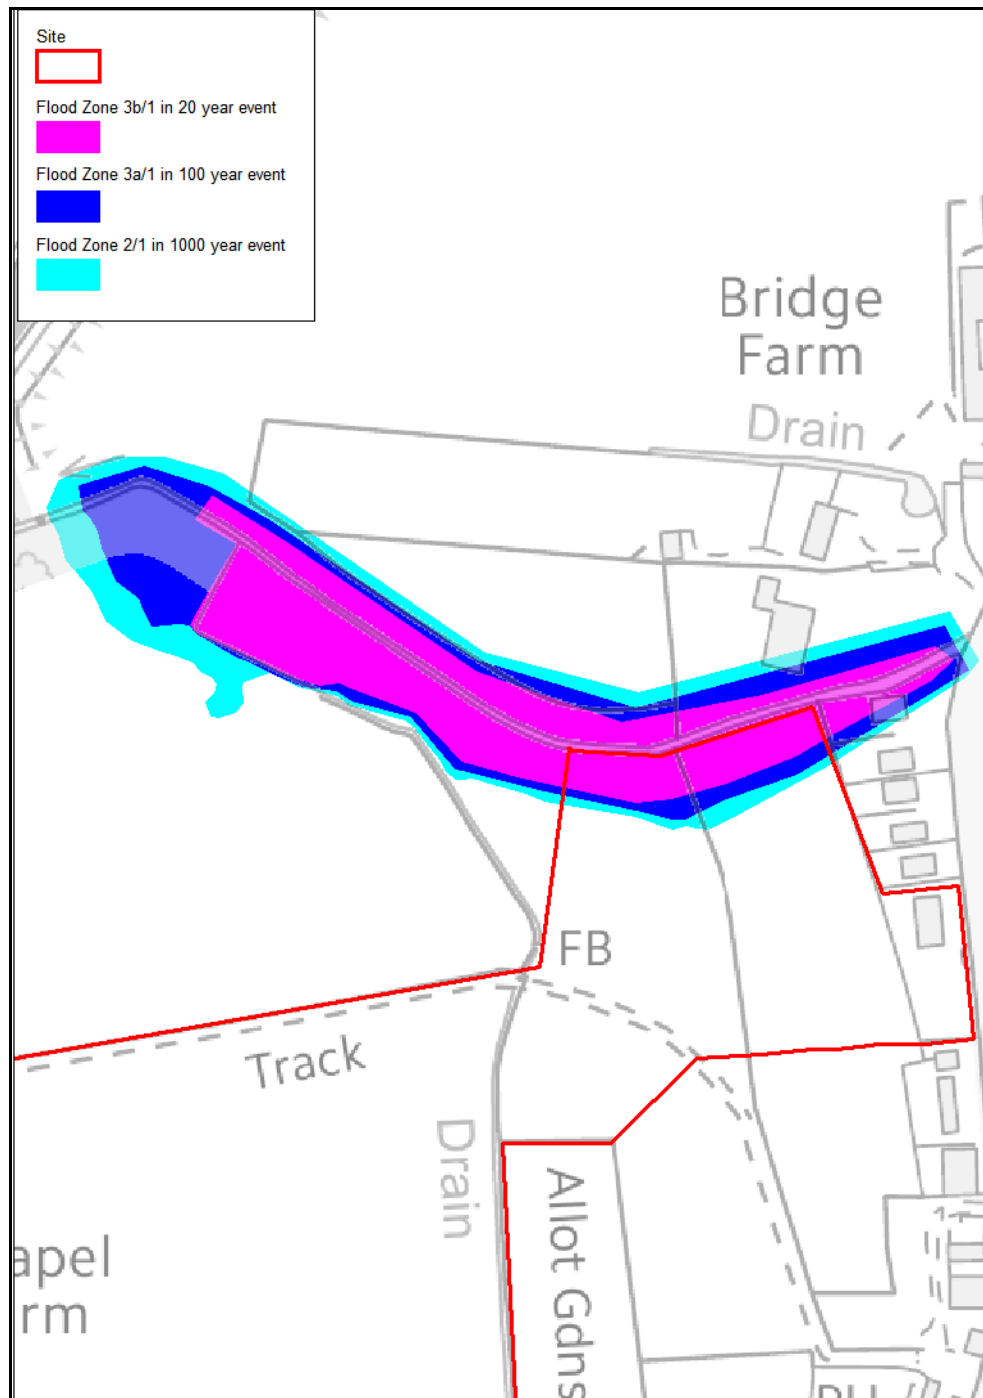 Site
Flood Zone 3b/1 in 20 year event
Flood Zone 3a/1 in 100 year event
Flood Zone 2/1 in 1000 year event
Bridge
Farm
Drain
FB
Track
Drain
Allot Gdns
apel
rm